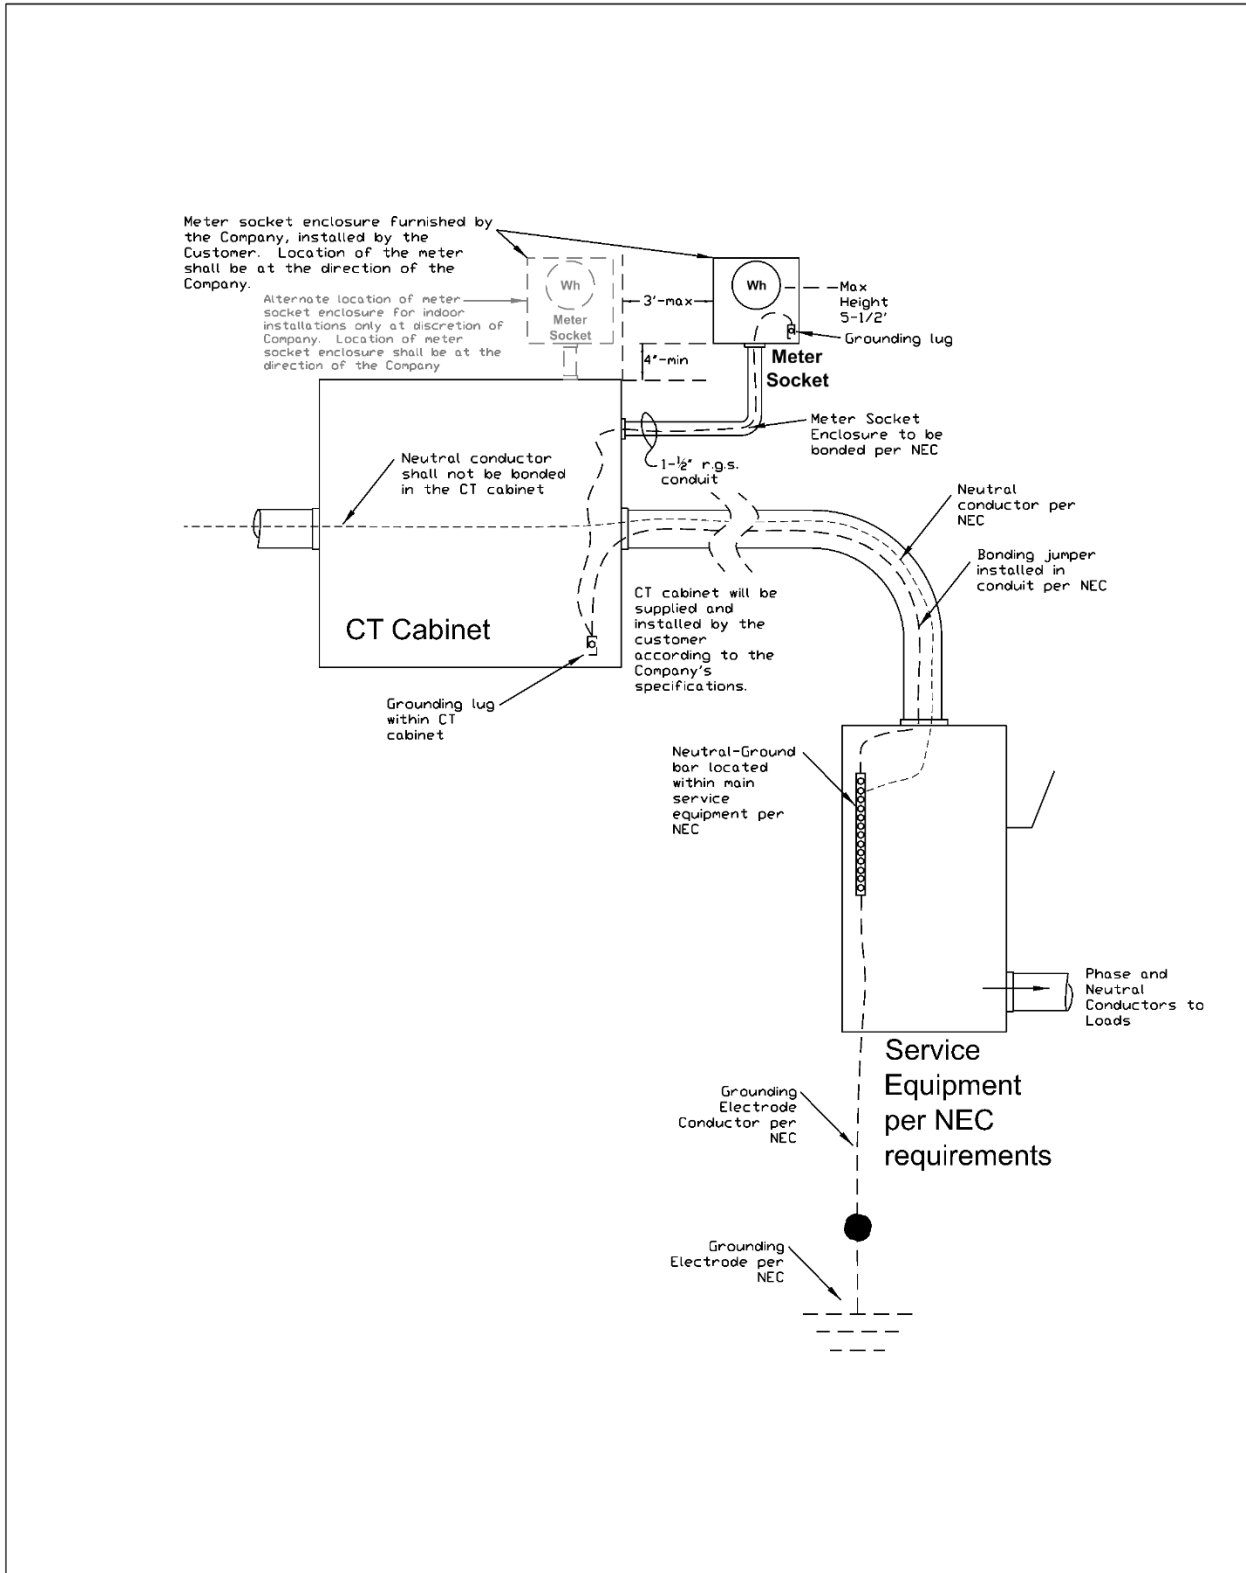 Meter socket enclosure furnished by
the Company, installed by the
Customer. Location of the meter
shall be at the direction of the
Company.
Alternate location of meter
socket enclosure for indoor
installations only at discretion of
Company. Location of meter
socket enclosure shall be at the
direction of the Company
Wh
Meter
Socket
3'-max
4"-min
Wh
Max
Height
5-1/2'
Grounding lug
Meter
Socket
Meter Socket
Enclosure to be
bonded per NEC
1-½" r.g.s.
conduit
Neutral conductor
shall not be bonded
in the CT cabinet
CT Cabinet
Grounding lug
within CT
cabinet
CT cabinet will be
supplied and
installed by the
customer
according to the
Company's
specifications.
Neutral
conductor per
NEC
Bonding jumper
installed in
conduit per NEC
Neutral-Ground
bar located
within main
service
equipment per
NEC
Phase and
Neutral
Conductors to
Loads
Service
Equipment
per NEC
requirements
Grounding
Electrode
Conductor per
NEC
Grounding
Electrode per
NEC